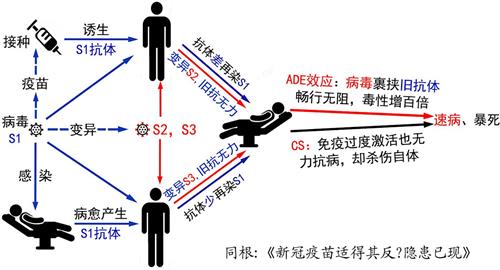 接种
诱生
S1抗体
疫苗
病毒
S1
变异
S2，S3
感染
病愈产生
S1抗体
抗体差再染S1
变异S2，旧抗无力
变异S3，旧抗无力
抗体少再染S1
ADE效应：病毒裹挟旧抗体
畅行无阻，毒性增百倍
速病、暴死
CS：免疫过度激活也无
力抗病，却杀伤自体
同根：《新冠疫苗适得其反?隐患已现》